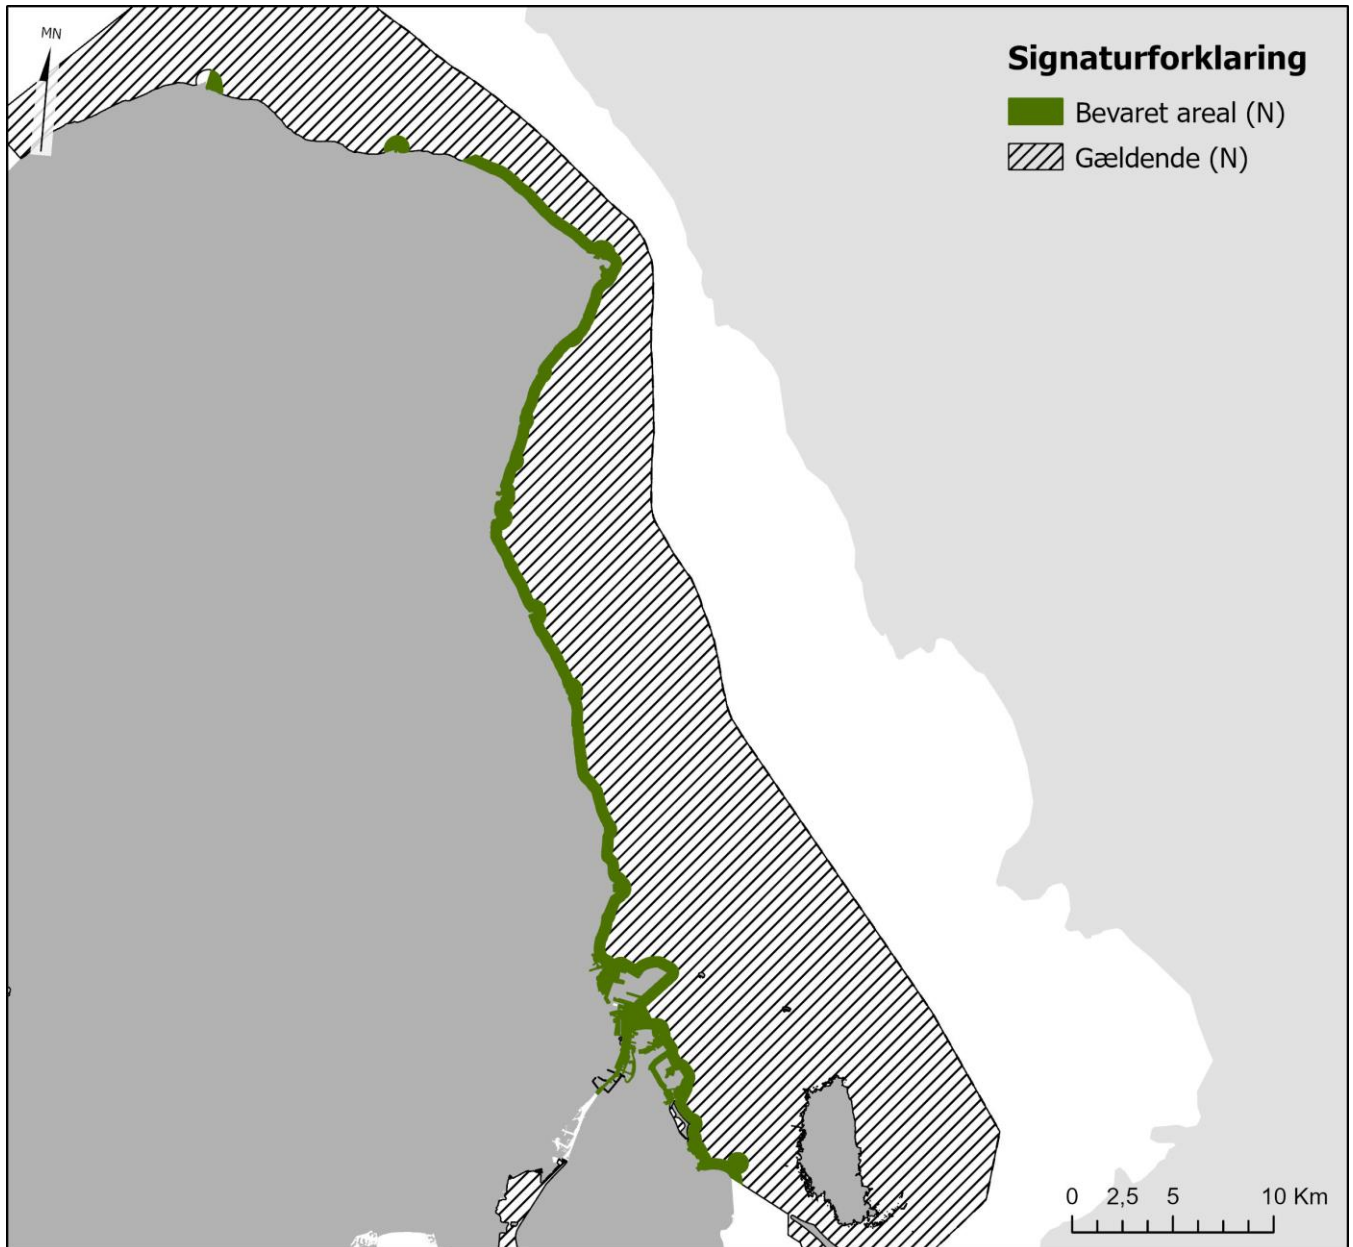 MN
Signaturforklaring
Bevaret areal (N)
Gældende (N)
0 2,5 5 10 Km